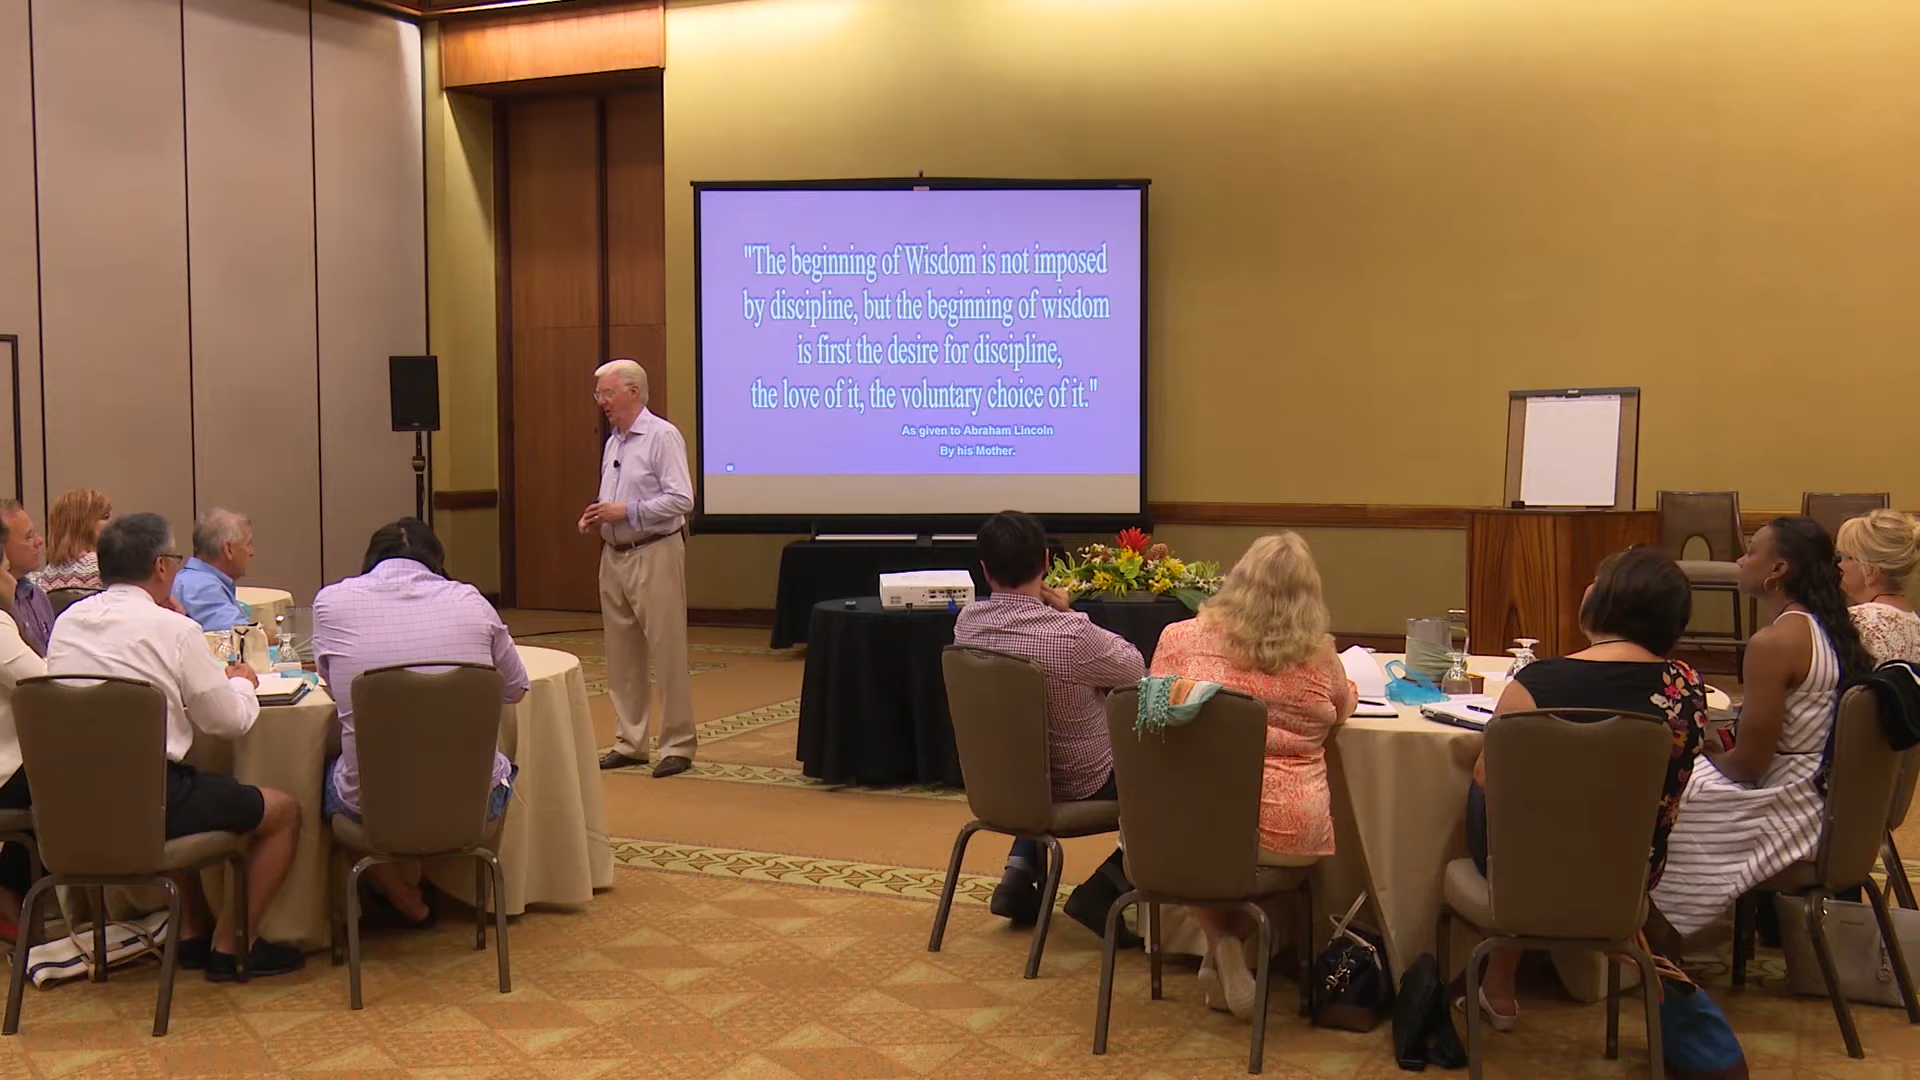 "The beginning of Wisdom is not imposed
by discipline, but the beginning of wisdom
is first the desire for discipline,
the love of it, the voluntary choice of it."
As given to Abraham Lincoln
By his Mother.